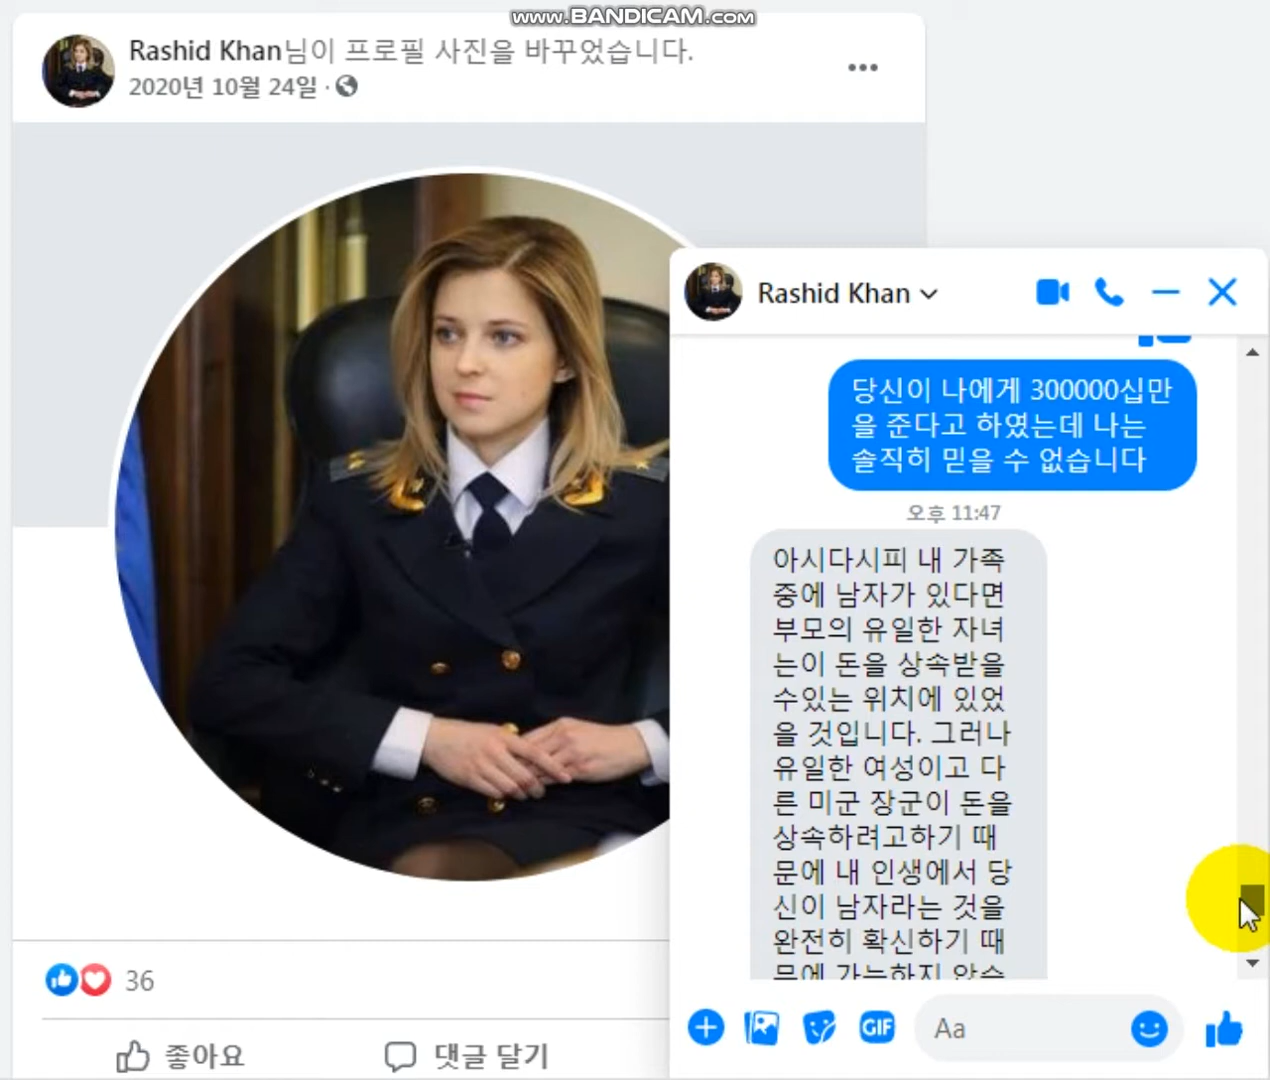 www.BANDICAM.com
Rashid Khan님이 프로필 사진을 바꾸었습니다.
2020년 10월 24일 ·
Rashid Khan
당신이 나에게 300000십만
을 준다고 하였는데 나는
솔직히 믿을 수 없습니다
오후 11:47
아시다시피 내 가족
중에 남자가 있다면
부모의 유일한 자녀
는이 돈을 상속받을
수있는 위치에 있었
을 것입니다. 그러나
유일한 여성이고 다
른 미군 장군이 돈을
상속하려고하기 때
문에 내 인생에서 당
신이 남자라는 것을
완전히 확신하기 때
문에 가능하지 않습
36
좋아요
댓글 달기
GIF
Aa